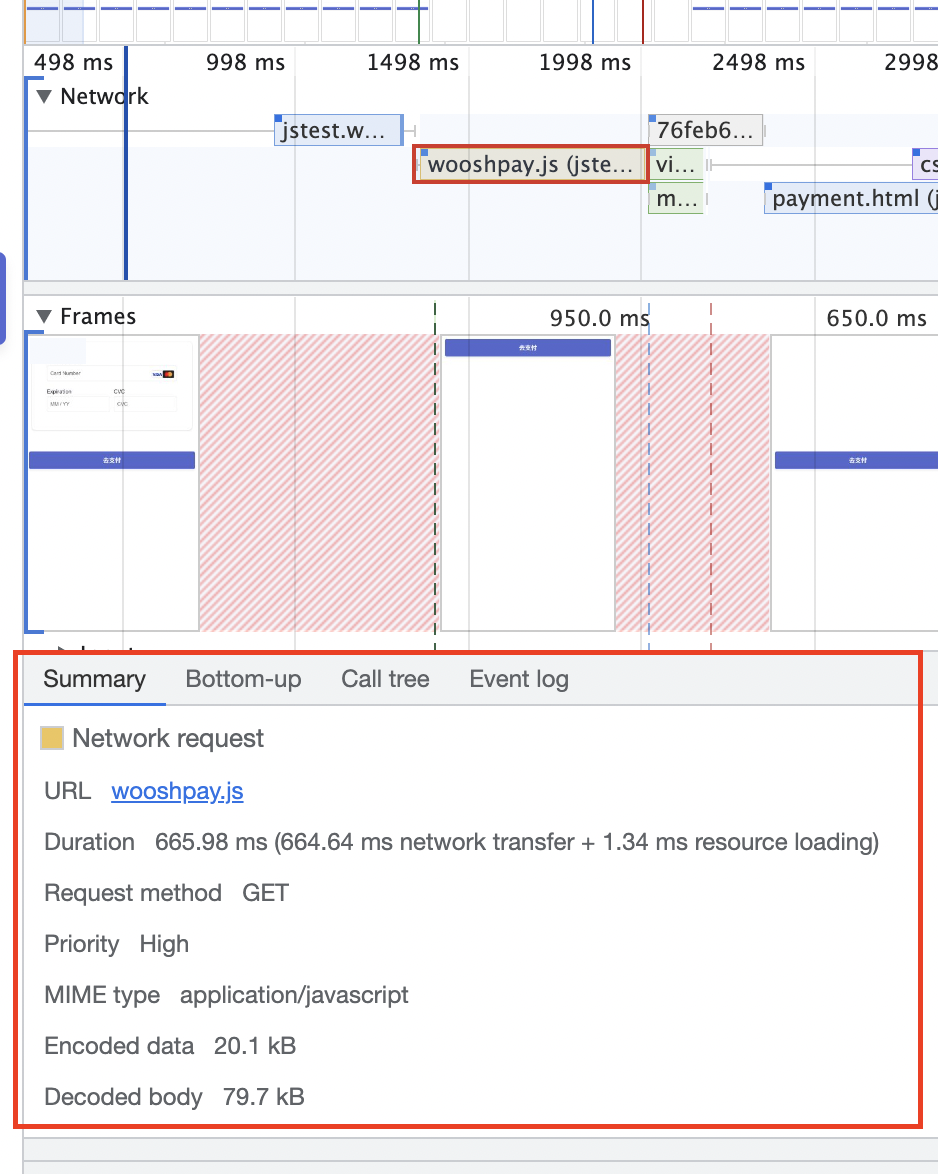 498 ms 998 ms 1498 ms 1998 ms 2498 ms 2998
Network
jstest.w... 76feb6...
wooshpay.js (jste... vi... cs
m... payment.html (j
Frames
950.0 ms 650.0 ms
Card Number VISA
Expiration CVC
MM / YY CVC
去支付
去支付
去支付
Summary Bottom-up Call tree Event log
Network request
URL wooshpay.js
Duration 665.98 ms (664.64 ms network transfer + 1.34 ms resource loading)
Request method GET
Priority High
MIME type application/javascript
Encoded data 20.1 kB
Decoded body 79.7 kB